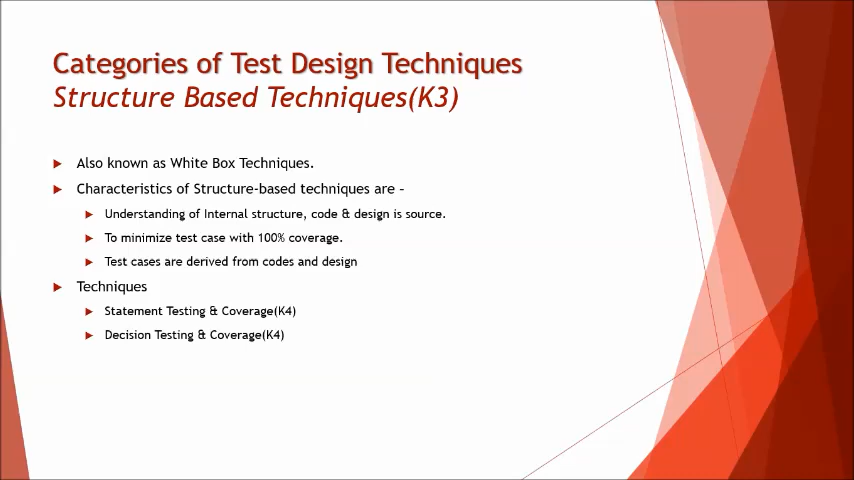 Categories of Test Design Techniques
Structure Based Techniques(K3)
Also known as White Box Techniques.
Characteristics of Structure-based techniques are –
Understanding of Internal structure, code & design is source.
To minimize test case with 100% coverage.
Test cases are derived from codes and design
Techniques
Statement Testing & Coverage(K4)
Decision Testing & Coverage(K4)